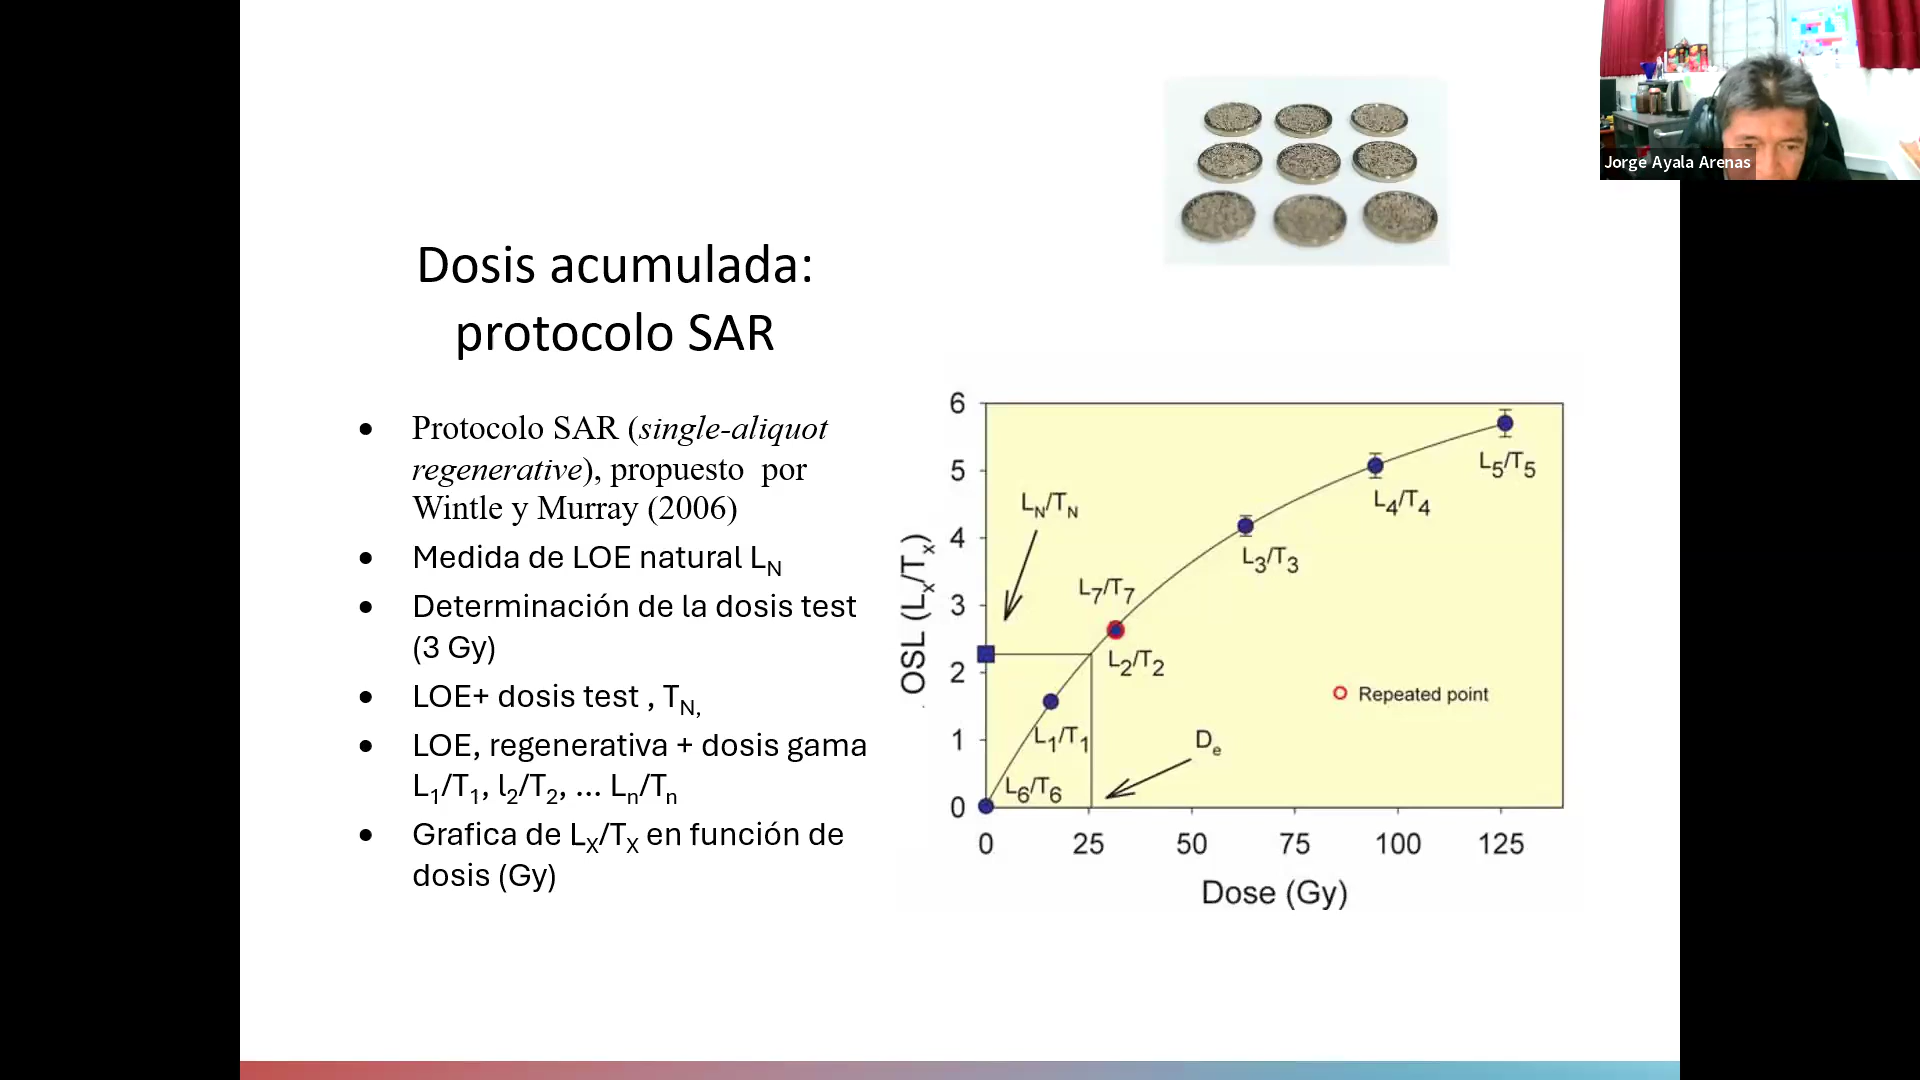 Jorge Ayala Arenas
Dosis acumulada:
protocolo SAR
• Protocolo SAR (single-aliquot
regenerative), propuesto por
Wintle y Murray (2006)
• Medida de LOE natural LN
• Determinación de la dosis test
(3 Gy)
• LOE+ dosis test , TN,
• LOE, regenerativa + dosis gama
L1/T1, l2/T2, ... Ln/Tn
• Grafica de LX/TX en función de
dosis (Gy)
OSL (Lx/Tx)
6
5
4
3
2
1
0
LN/TN
L7/T7
L2/T2
L1/T1
L6/T6
L3/T3
L4/T4
L5/T5
Repeated point
De
0 25 50 75 100 125
Dose (Gy)